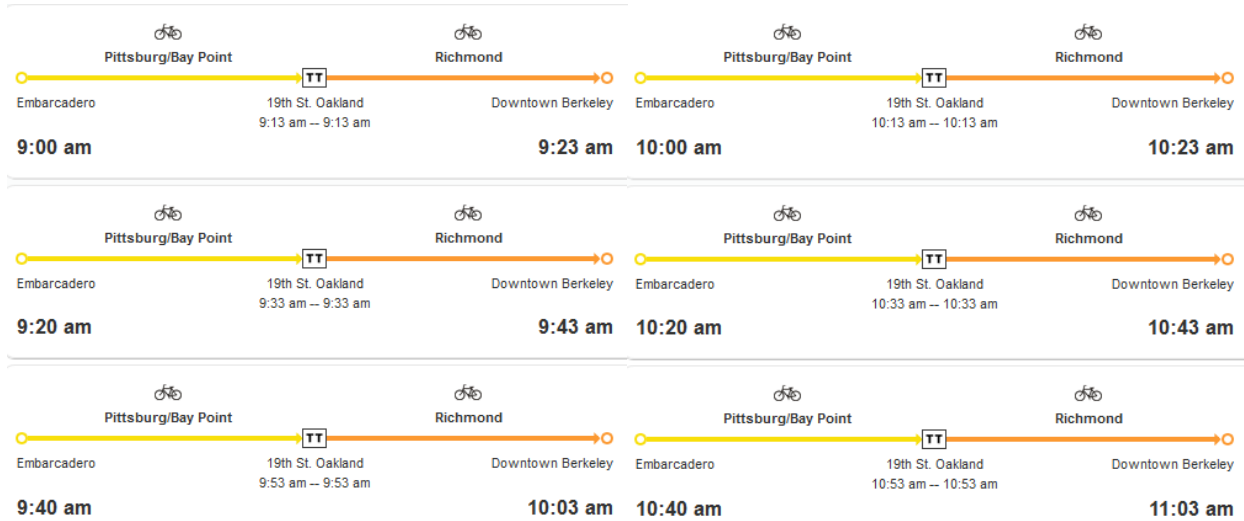 Pittsburg/Bay Point Richmond
TT
Embarcadero 19th St. Oakland Downtown Berkeley
9:13 am -- 9:13 am
9:00 am 9:23 am
Pittsburg/Bay Point Richmond
TT
Embarcadero 19th St. Oakland Downtown Berkeley
9:33 am -- 9:33 am
9:20 am 9:43 am
Pittsburg/Bay Point Richmond
TT
Embarcadero 19th St. Oakland Downtown Berkeley
9:53 am -- 9:53 am
9:40 am 10:03 am
Pittsburg/Bay Point Richmond
TT
Embarcadero 19th St. Oakland Downtown Berkeley
10:13 am -- 10:13 am
10:00 am 10:23 am
Pittsburg/Bay Point Richmond
TT
Embarcadero 19th St. Oakland Downtown Berkeley
10:33 am -- 10:33 am
10:20 am 10:43 am
Pittsburg/Bay Point Richmond
TT
Embarcadero 19th St. Oakland Downtown Berkeley
10:53 am -- 10:53 am
10:40 am 11:03 am